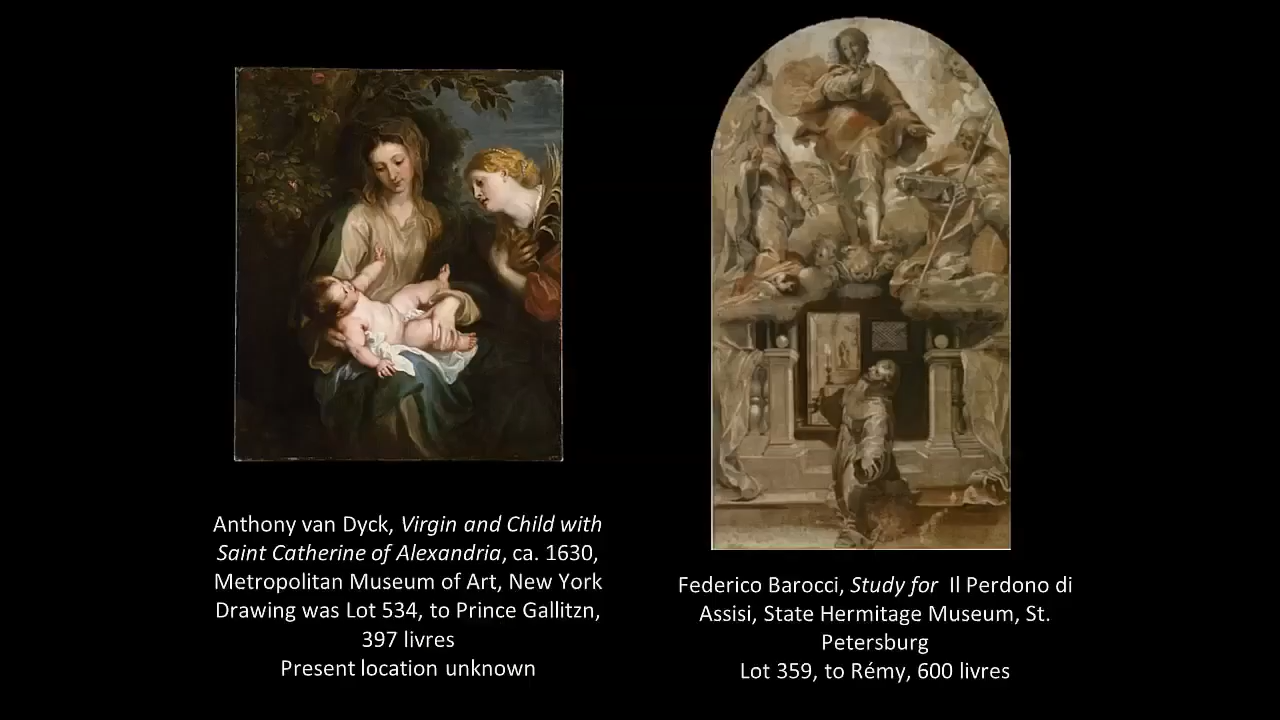 Anthony van Dyck, Virgin and Child with
Saint Catherine of Alexandria, ca. 1630,
Metropolitan Museum of Art, New York
Drawing was Lot 534, to Prince Gallitzn,
397 livres
Present location unknown
Federico Barocci, Study for Il Perdono di
Assisi, State Hermitage Museum, St.
Petersburg
Lot 359, to Rémy, 600 livres